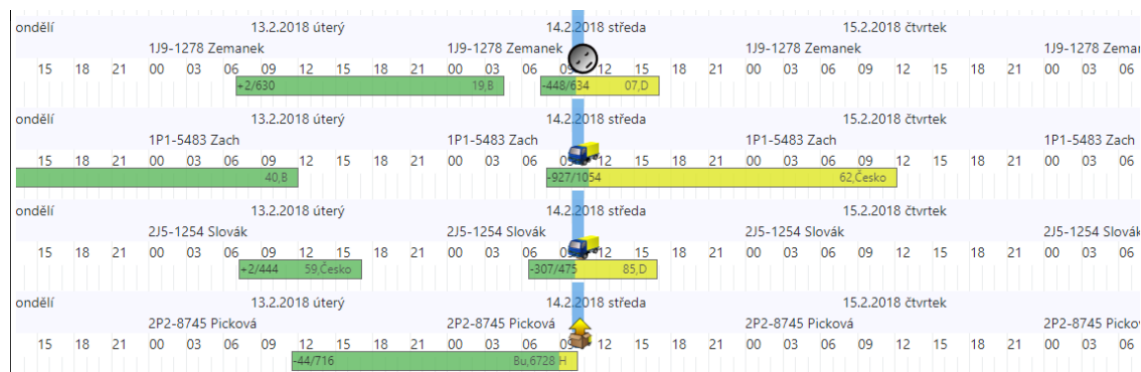 ondělí 13.2.2018 úterý 14.2.2018 středa 15.2.2018 čtvrtek
1J9-1278 Zemanek 1J9-1278 Zemanek 1J9-1278 Zemanek 1J9-1278 Zemar
15 18 21 00 03 06 09 12 15 18 21 00 03 06 09 12 15 18 21 00 03 06 09 12 15 18 21 00 03 06
+2/630 19,B -448/634 07,D
ondělí 13.2.2018 úterý 14.2.2018 středa 15.2.2018 čtvrtek
1P1-5483 Zach 1P1-5483 Zach 1P1-5483 Zach 1P1-5483 Zach
15 18 21 00 03 06 09 12 15 18 21 00 03 06 09 12 15 18 21 00 03 06 09 12 15 18 21 00 03 06
40,B -927/1054 62,Česko
ondělí 13.2.2018 úterý 14.2.2018 středa 15.2.2018 čtvrtek
2J5-1254 Slovák 2J5-1254 Slovák 2J5-1254 Slovák 2J5-1254 Slovák
15 18 21 00 03 06 09 12 15 18 21 00 03 06 12 15 18 21 00 03 06 09 12 15 18 21 00 03 06
+2/444 59,Česko -307/475 85,D
ondělí 13.2.2018 úterý 14.2.2018 středa 15.2.2018 čtvrtek
2P2-8745 Picková 2P2-8745 Picková 2P2-8745 Picková 2P2-8745 Picko
15 18 21 00 03 06 09 12 15 18 21 00 03 06 09 12 15 18 21 00 03 06 09 12 15 18 21 00 03 06
-44/716 Bu,6728 H